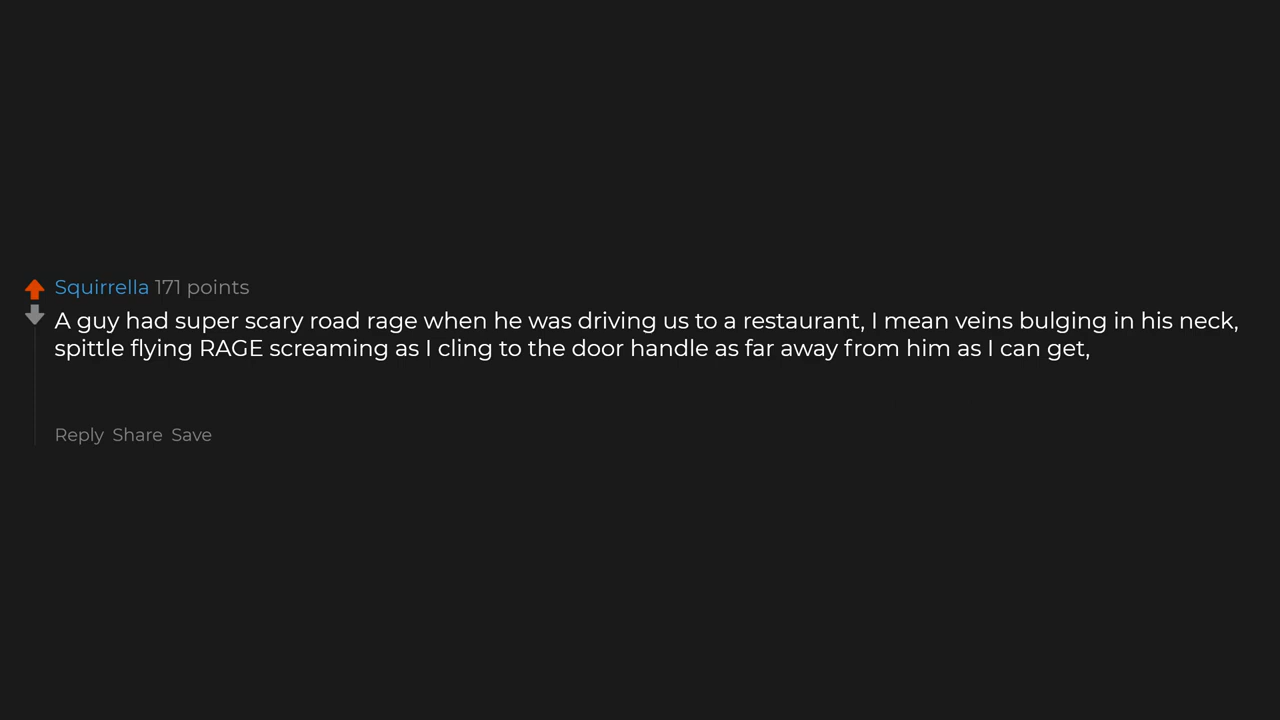 Squirrella 171 points
A guy had super scary road rage when he was driving us to a restaurant, I mean veins bulging in his neck,
spittle flying RAGE screaming as I cling to the door handle as far away from him as I can get,
Reply Share Save